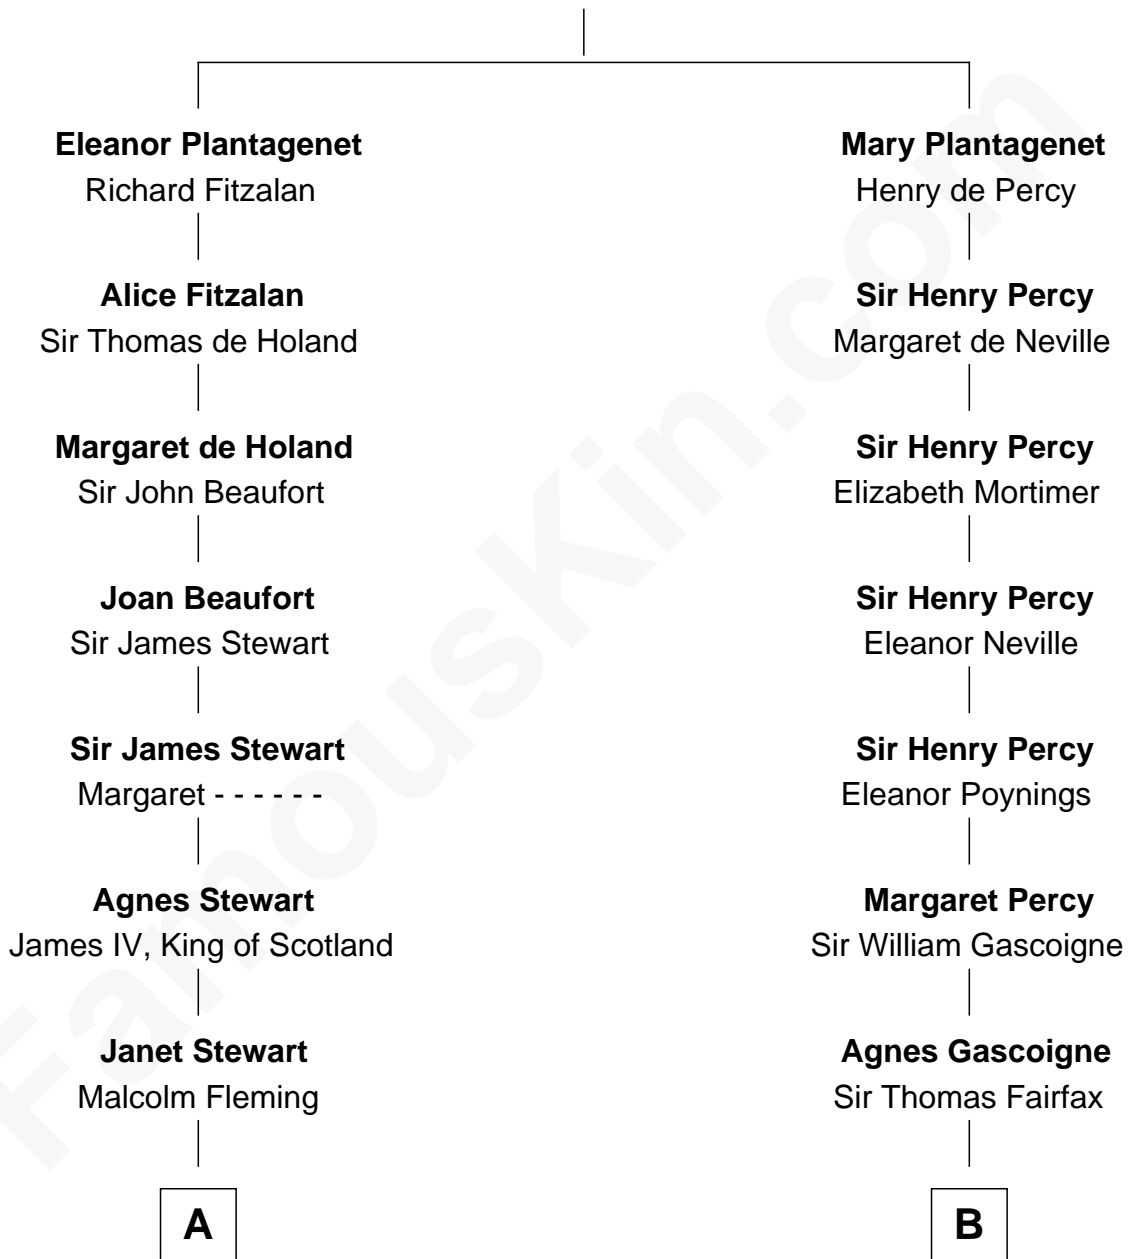 Eleanor Plantagenet
Richard Fitzalan
Alice Fitzalan
Sir Thomas de Holand
Margaret de Holand
Sir John Beaufort
Joan Beaufort
Sir James Stewart
Sir James Stewart
Margaret - - - - - -
Agnes Stewart
James IV, King of Scotland
Janet Stewart
Malcolm Fleming
A
Mary Plantagenet
Henry de Percy
Sir Henry Percy
Margaret de Neville
Sir Henry Percy
Elizabeth Mortimer
Sir Henry Percy
Eleanor Neville
Sir Henry Percy
Eleanor Poynings
Margaret Percy
Sir William Gascoigne
Agnes Gascoigne
Sir Thomas Fairfax
B
FamousKin.com